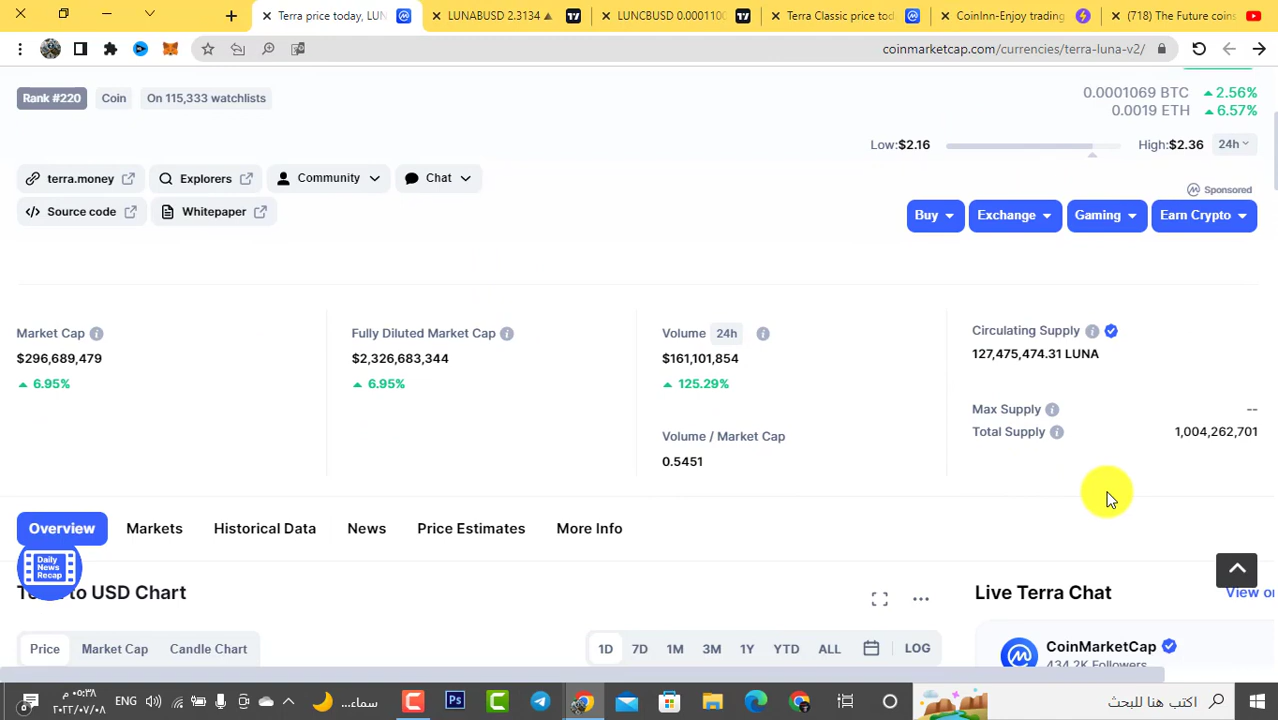 Terra price today, LUN
LUNABUSD 2.3134 ▲
LUNCBUSD 0.0001100
Terra Classic price tod
CoinInn-Enjoy trading
(718) The Future coins
coinmarketcap.com/currencies/terra-luna-v2/
Rank #220 Coin On 115,333 watchlists
0.0001069 BTC 2.56%
0.0019 ETH 6.57%
Low:$2.16 High:$2.36 24h
terra.money Explorers Community Chat
Sponsored
Source code Whitepaper
Buy Exchange Gaming Earn Crypto
Market Cap
$296,689,479
6.95%
Fully Diluted Market Cap
$2,326,683,344
6.95%
Volume 24h
$161,101,854
125.29%
Volume / Market Cap
0.5451
Circulating Supply
127,475,474.31 LUNA
Max Supply --
Total Supply 1,004,262,701
Overview Markets Historical Data News Price Estimates More Info
Daily
News
Recap
to USD Chart
Live Terra Chat
View
Price Market Cap Candle Chart
1D 7D 1M 3M 1Y YTD ALL LOG
CoinMarketCap
434.2K Followers
ENG
سماء...
اكتب هنا للبحث
٠٥:٣٨ م
٢٠٢٢/٠٧/٠٨